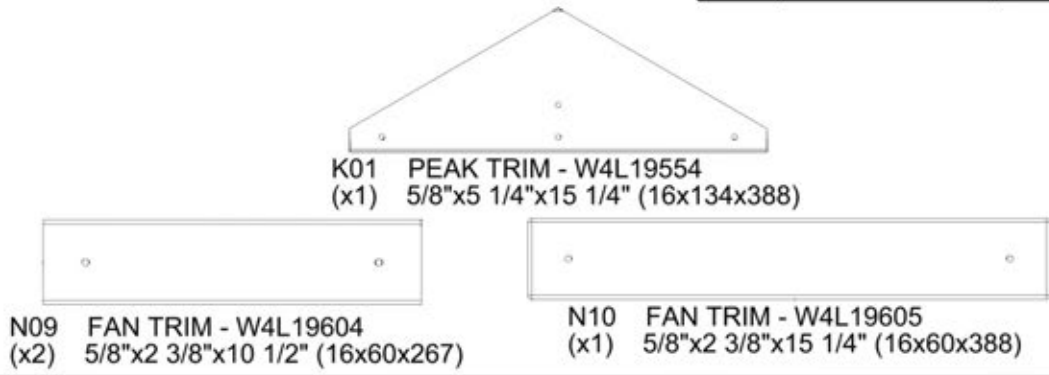 K01 PEAK TRIM - W4L19554
(x1) 5/8"x5 1/4"x15 1/4" (16x134x388)
N09 FAN TRIM - W4L19604
(x2) 5/8"x2 3/8"x10 1/2" (16x60x267)
N10 FAN TRIM - W4L19605
(x1) 5/8"x2 3/8"x15 1/4" (16x60x388)